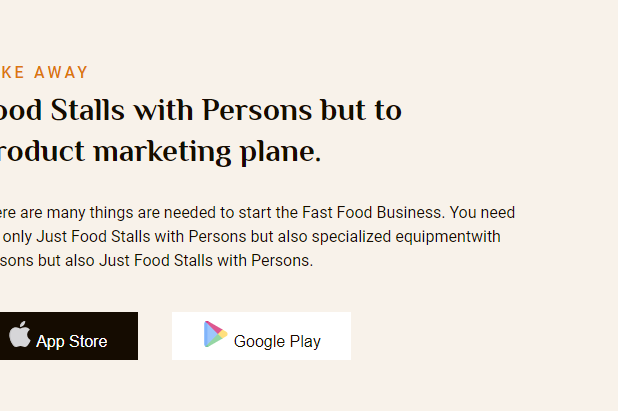 KE AWAY
ood Stalls with Persons but to
roduct marketing plane.
ere are many things are needed to start the Fast Food Business. You need
only Just Food Stalls with Persons but also specialized equipmentwith
sons but also Just Food Stalls with Persons.
App Store
Google Play